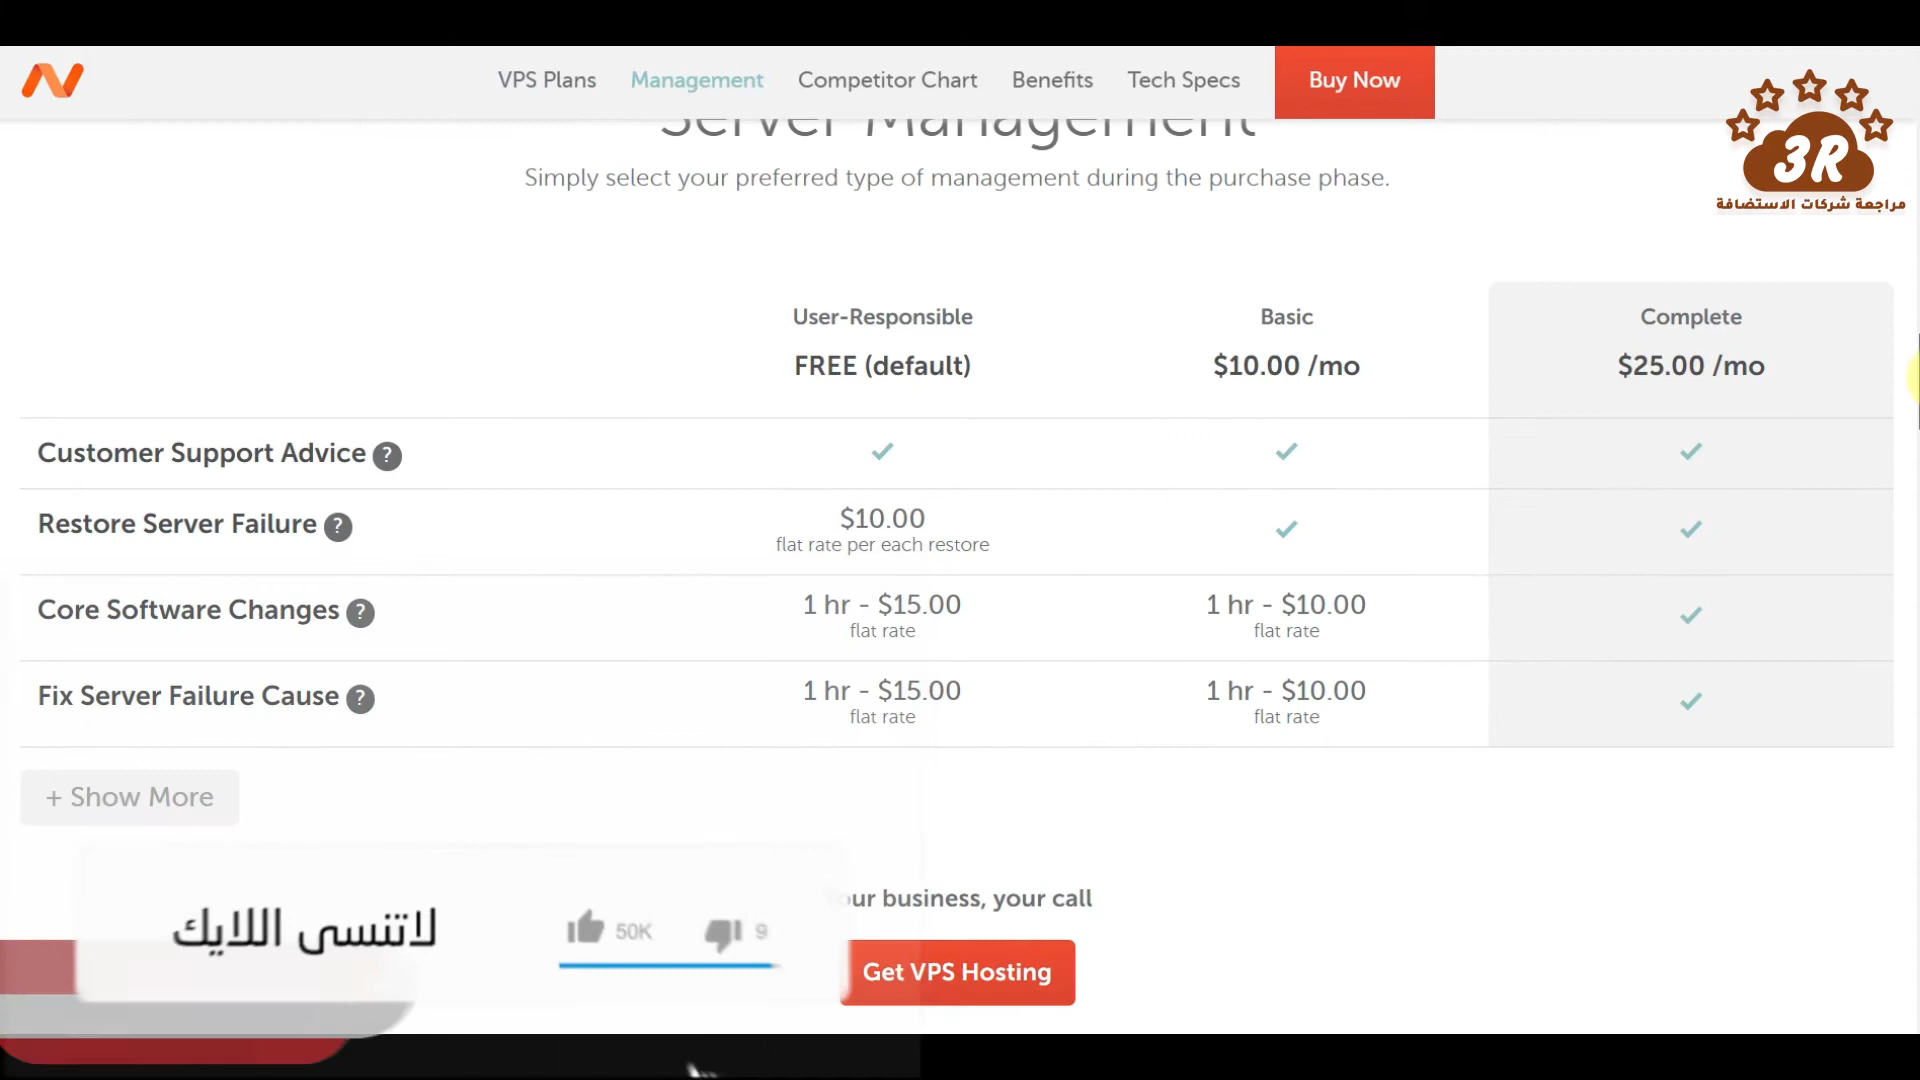 VPS Plans Management Competitor Chart Benefits Tech Specs Buy Now
3R
مراجعة شركات الاستضافة
Server Management
Simply select your preferred type of management during the purchase phase.
User-Responsible Basic Complete
FREE (default) $10.00 /mo $25.00 /mo
Customer Support Advice ?
Restore Server Failure ? $10.00
flat rate per each restore
Core Software Changes ? 1 hr - $15.00 1 hr - $10.00
flat rate flat rate
Fix Server Failure Cause ? 1 hr - $15.00 1 hr - $10.00
flat rate flat rate
+ Show More
our business, your call
لاتنسى اللايك 50K 9
Get VPS Hosting